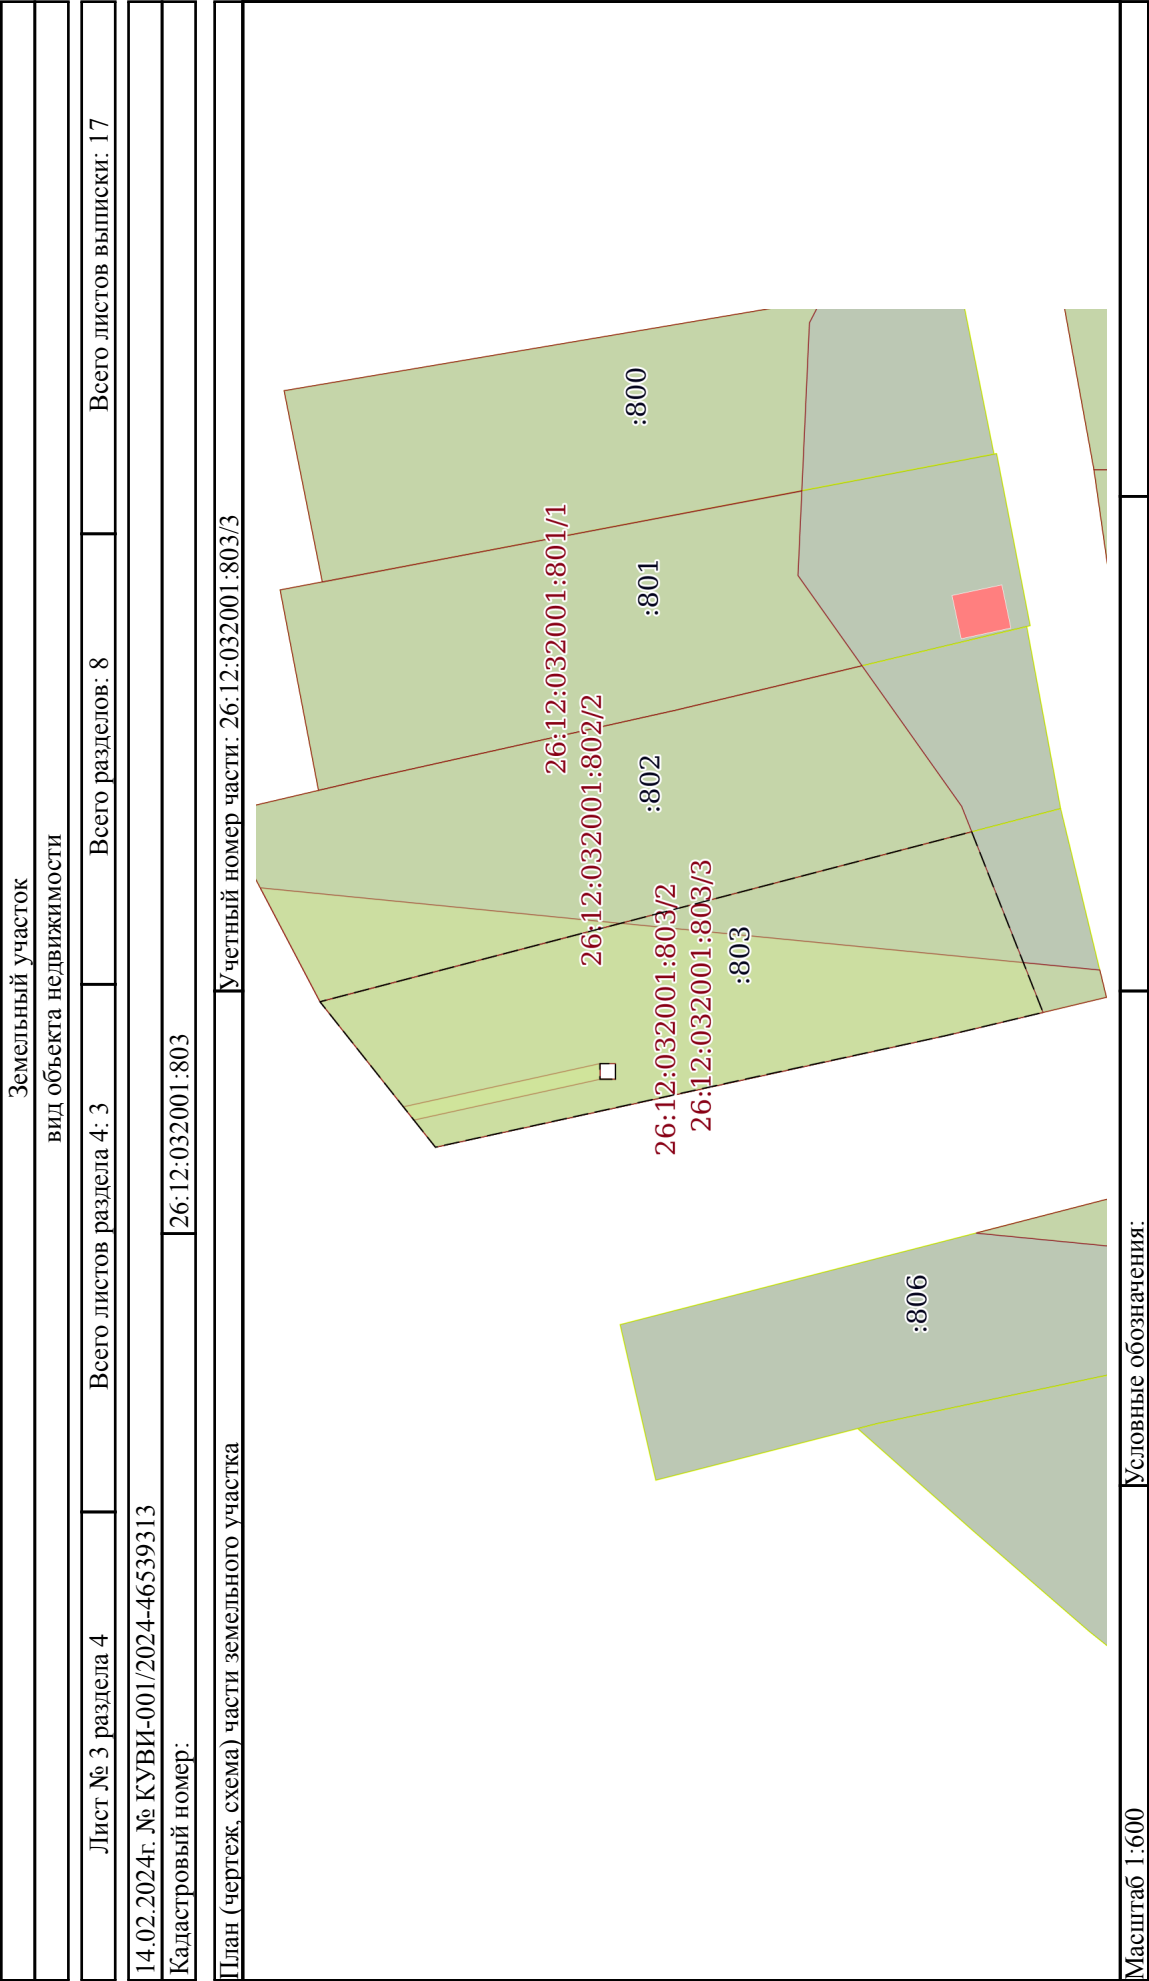 Земельный участок
вид объекта недвижимости
Лист № 3 раздела 4
Всего листов раздела 4: 3
Всего разделов: 8
Всего листов выписки: 17
14.02.2024г. № КУВИ-001/2024-46539313
Кадастровый номер:
26:12:032001:803
План (чертеж, схема) части земельного участка
Учетный номер части: 26:12:032001:803/3
26:12:032001:801/1
26:12:032001:802/2
:800
:801
:802
26:12:032001:803/2
26:12:032001:803/3
:803
:806
Масштаб 1:600
Условные обозначения: